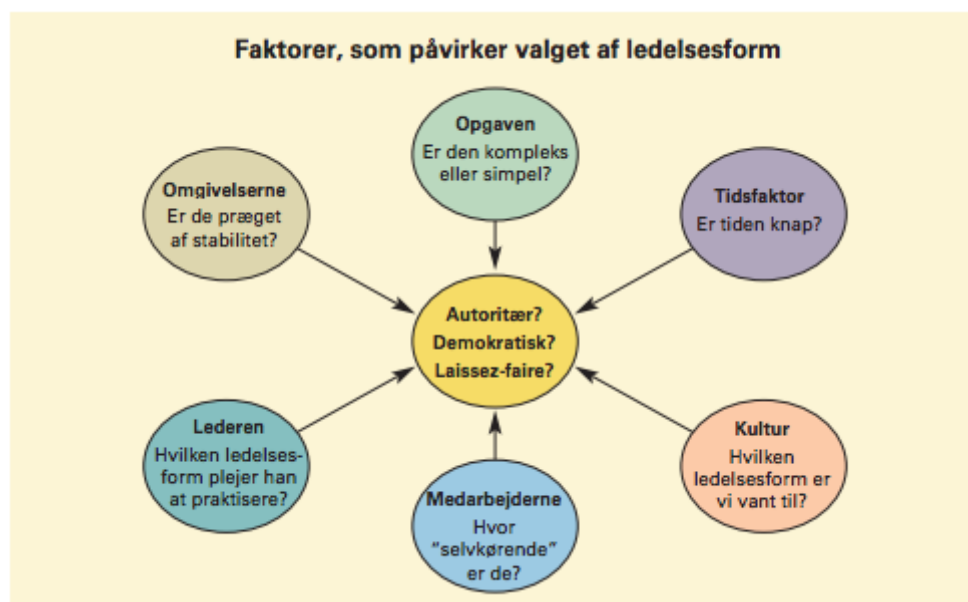 Faktorer, som påvirker valget af ledelsesform
Opgaven
Er den kompleks
eller simpel?
Omgivelserne
Er de præget
af stabilitet?
Tidsfaktor
Er tiden knap?
Autoritær?
Demokratisk?
Laissez-faire?
Lederen
Hvilken ledelses-
form plejer han
at praktisere?
Kultur
Hvilken
ledelsesform er
vi vant til?
Medarbejderne
Hvor
“selvkørende”
er de?